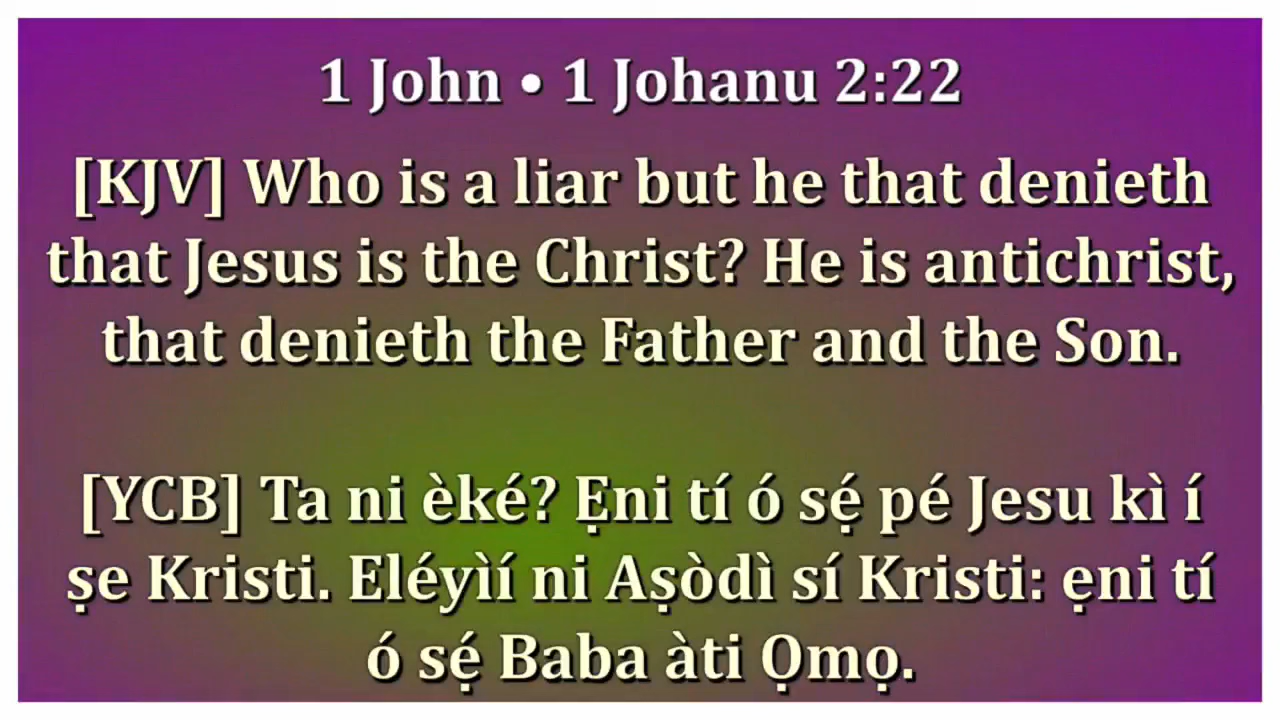 1 John • 1 Johanu 2:22
[KJV] Who is a liar but he that denieth
that Jesus is the Christ? He is antichrist,
that denieth the Father and the Son.
[YCB] Ta ni èké? Ẹni tí ó sẹ́ pé Jesu kì í
ṣe Kristi. Eléyìí ni Aṣòdì sí Kristi: ẹni tí
ó sẹ́ Baba àti Ọmọ.